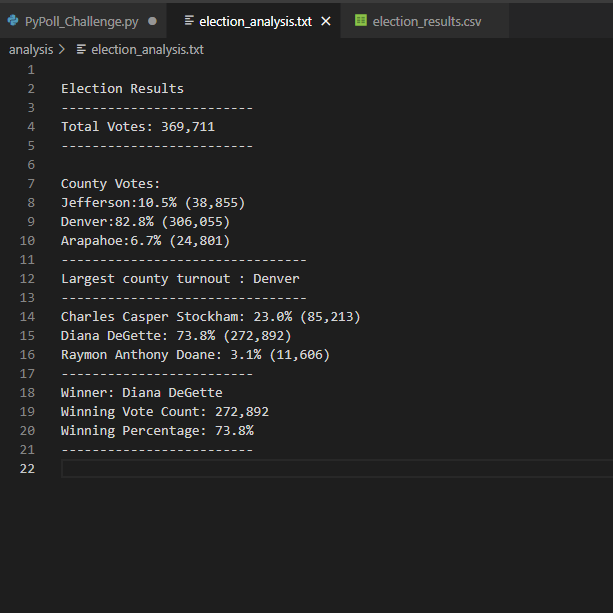 PyPoll_Challenge.py election_analysis.txt election_results.csv
analysis > election_analysis.txt
1
2 Election Results
3 -------------------------
4 Total Votes: 369,711
5 -------------------------
6
7 County Votes:
8 Jefferson:10.5% (38,855)
9 Denver:82.8% (306,055)
10 Arapahoe:6.7% (24,801)
11 --------------------------------
12 Largest county turnout : Denver
13 --------------------------------
14 Charles Casper Stockham: 23.0% (85,213)
15 Diana DeGette: 73.8% (272,892)
16 Raymon Anthony Doane: 3.1% (11,606)
17 -------------------------
18 Winner: Diana DeGette
19 Winning Vote Count: 272,892
20 Winning Percentage: 73.8%
21 -------------------------
22